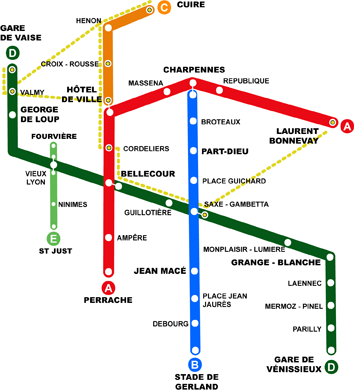 CUIRE
C
HENON
GARE
DE VAISE
D
CROIX - ROUSSE
CHARPENNES
VALMY
HÔTEL
DE VILLE
MASSENA
REPUBLIQUE
GEORGE
DE LOUP
BROTEAUX
A
LAURENT
BONNEVAY
FOURVIÈRE
CORDELIERS
PART-DIEU
VIEUX
LYON
BELLECOUR
PLACE GUICHARD
NINIMES
GUILLOTIÈRE
SAXE - GAMBETTA
E
ST JUST
AMPÈRE
MONPLAISIR - LUMIERE
GRANGE - BLANCHE
A
PERRACHE
JEAN MACÉ
LAENNEC
PLACE JEAN
JAURÈS
MERMOZ - PINEL
DEBOURG
PARILLY
B
STADE DE
GERLAND
GARE DE
VÉNISSIEUX
D